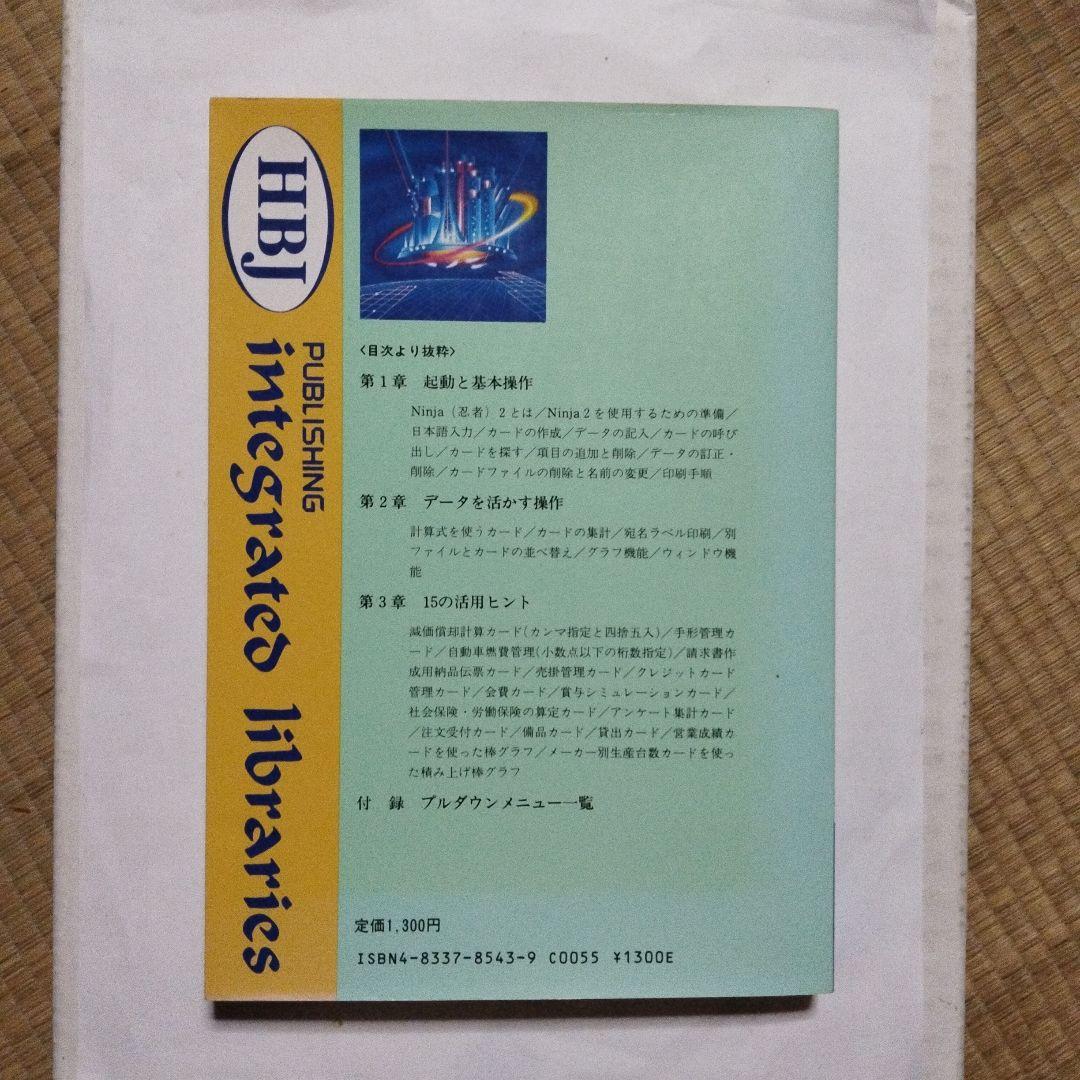 HBJ
PUBLISHING
integrated libraries
〈目次より抜粋〉
第1章 起動と基本操作
Ninja（忍者）2とは／Ninja2を使用するための準備／
日本語入力／カードの作成／データの記入／カードの呼び
出し／カードを探す／項目の追加と削除／データの訂正・
削除／カードファイルの削除と名前の変更／印刷手順
第2章 データを活かす操作
計算式を使うカード／カードの集計／宛名ラベル印刷／別
ファイルとカードの並べ替え／グラフ機能／ウィンドウ機
能
第3章 15の活用ヒント
減価償却計算カード(カンマ指定と四捨五入)／手形管理カ
ード／自動車燃費管理(小数点以下の桁数指定)／請求書作
成用納品伝票カード／売掛管理カード／クレジットカード
管理カード／会費カード／賞与シミュレーションカード／
社会保険・労働保険の算定カード／アンケート集計カード
／注文受付カード／備品カード／貸出カード／営業成績カ
ードを使った棒グラフ／メーカー別生産台数カードを使っ
た積み上げ棒グラフ
付 録 プルダウンメニュー一覧
定価1,300円
ISBN4-8337-8543-9 C0055 ¥1300E